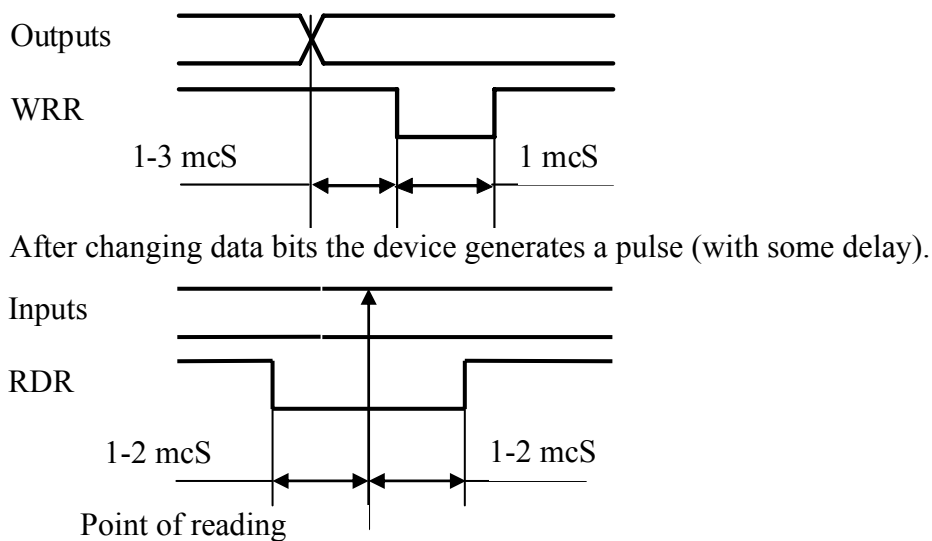 Outputs
WRR
1-3 mcS 1 mcS
After changing data bits the device generates a pulse (with some delay).
Inputs
RDR
1-2 mcS 1-2 mcS
Point of reading